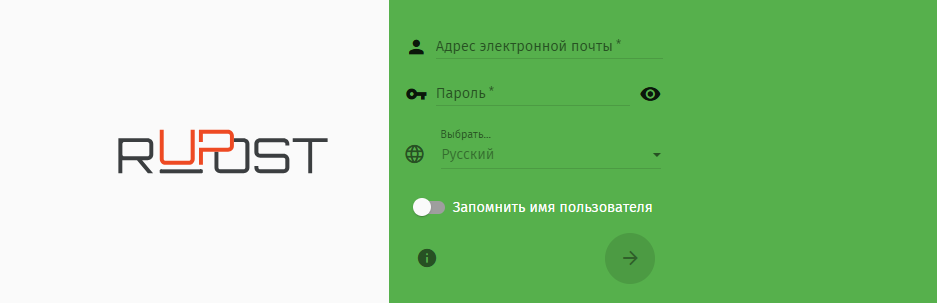 RUPOST
Адрес электронной почты *
Пароль *
Выбрать...
Русский
Запомнить имя пользователя